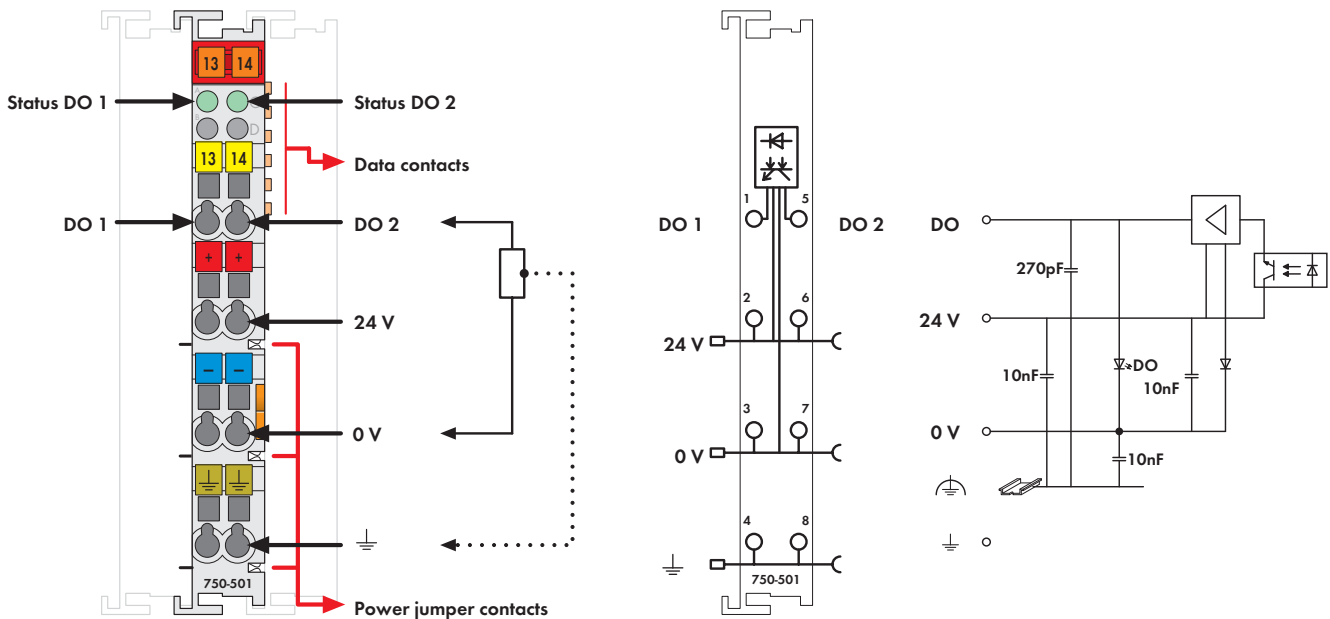 13 14
Status DO 1
Status DO 2
A
B
D
13 14
Data contacts
DO 1
DO 2
+ +
24 V
− −
0 V
750-501
Power jumper contacts
1 5
DO 1
DO 2
2 6
24 V
3 7
0 V
4 8
750-501
DO
270pF
24 V
10nF
DO
10nF
0 V
10nF